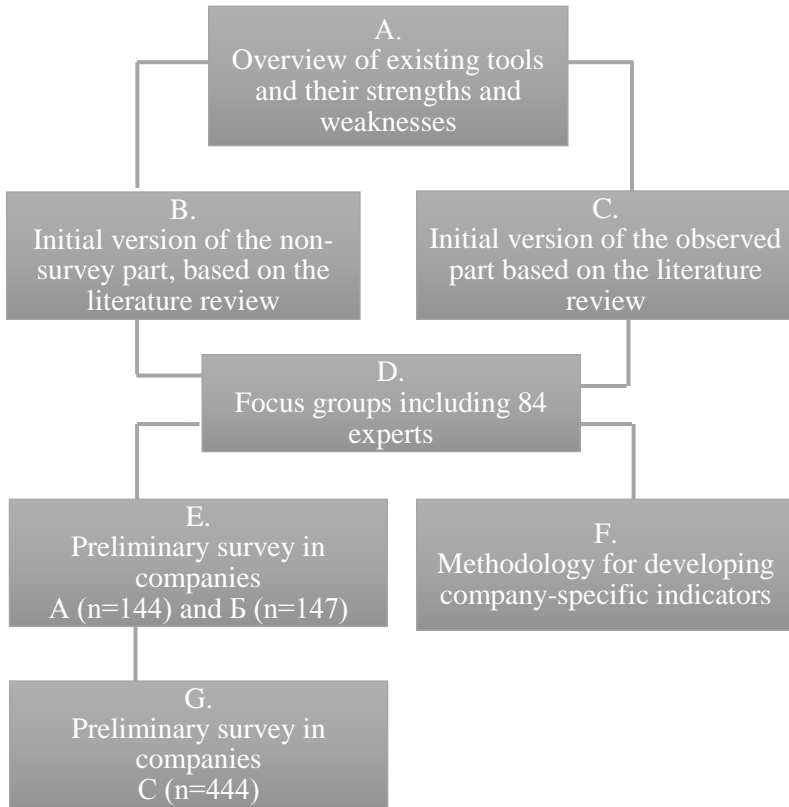 A.
Overview of existing tools
and their strengths and
weaknesses
B.
Initial version of the non-
survey part, based on the
literature review
C.
Initial version of the observed
part based on the literature
review
D.
Focus groups including 84
experts
E.
Preliminary survey in
companies
A (n=144) and Б (n=147)
F.
Methodology for developing
company-specific indicators
G.
Preliminary survey in
companies
C (n=444)